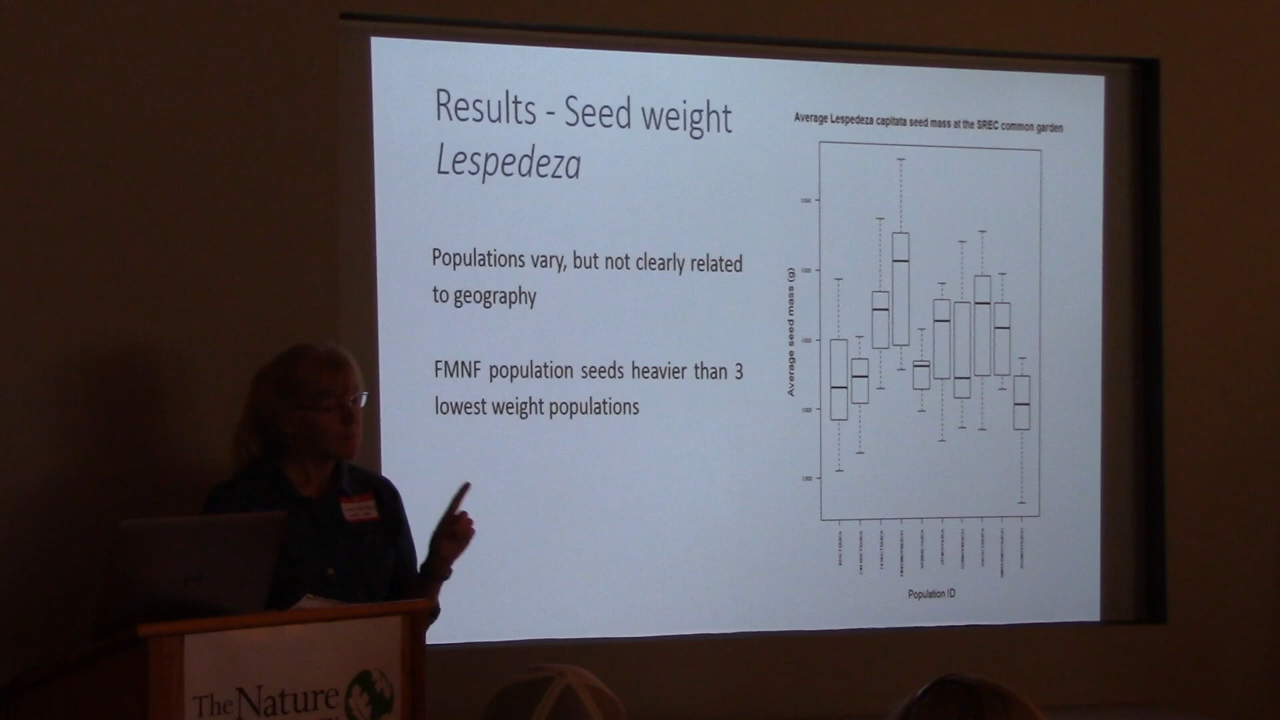 Results - Seed weight
Lespedeza
Populations vary, but not clearly related
to geography
FMNF population seeds heavier than 3
lowest weight populations
Average Lespedeza capitata seed mass at the SREC common garden
Average seed mass (g)
Population ID
The Nature